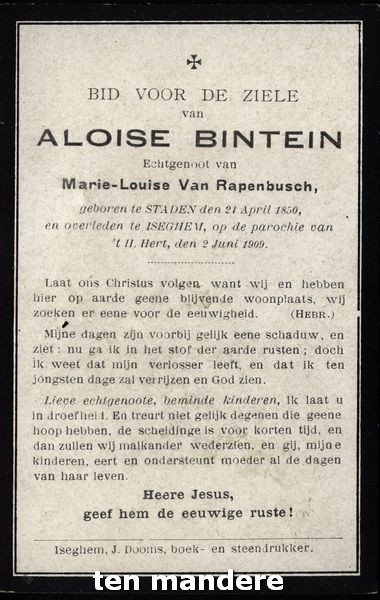 BID VOOR DE ZIELE
van
ALOISE BINTEIN
Echtgenoot van
Marie-Louise Van Rapenbusch,
geboren te STADEN den 21 April 1850,
en overleden te ISEGHEM, op de parochie van
't H. Hert, den 2 Juni 1909.
Laat ons Christus volgen want wij en hebben
hier op aarde geene blijvende woonplaats, wij
zoeken er eene voor de eeuwigheid. (HEBR.)
Mijne dagen zijn voorbij gelijk eene schaduw, en
ziet: nu ga ik in het stof der aarde rusten; doch
ik weet dat mijn verlosser leeft, en dat ik ten
jongsten dage zal verrijzen en God zien.
Lieve echtgenoote, beminde kinderen, ik laat u
in droefheid. En treurt niet gelijk degenen die geene
hoop hebben, de scheidinge is voor korten tijd, en
dan zullen wij malkander wederzien, en gij, mijne
kinderen, eert en ondersteunt moeder al de dagen
van haar leven.
Heere Jesus,
geef hem de eeuwige ruste!
Iseghem, J. Dooms, boek- en steendrukker.
ten mandere